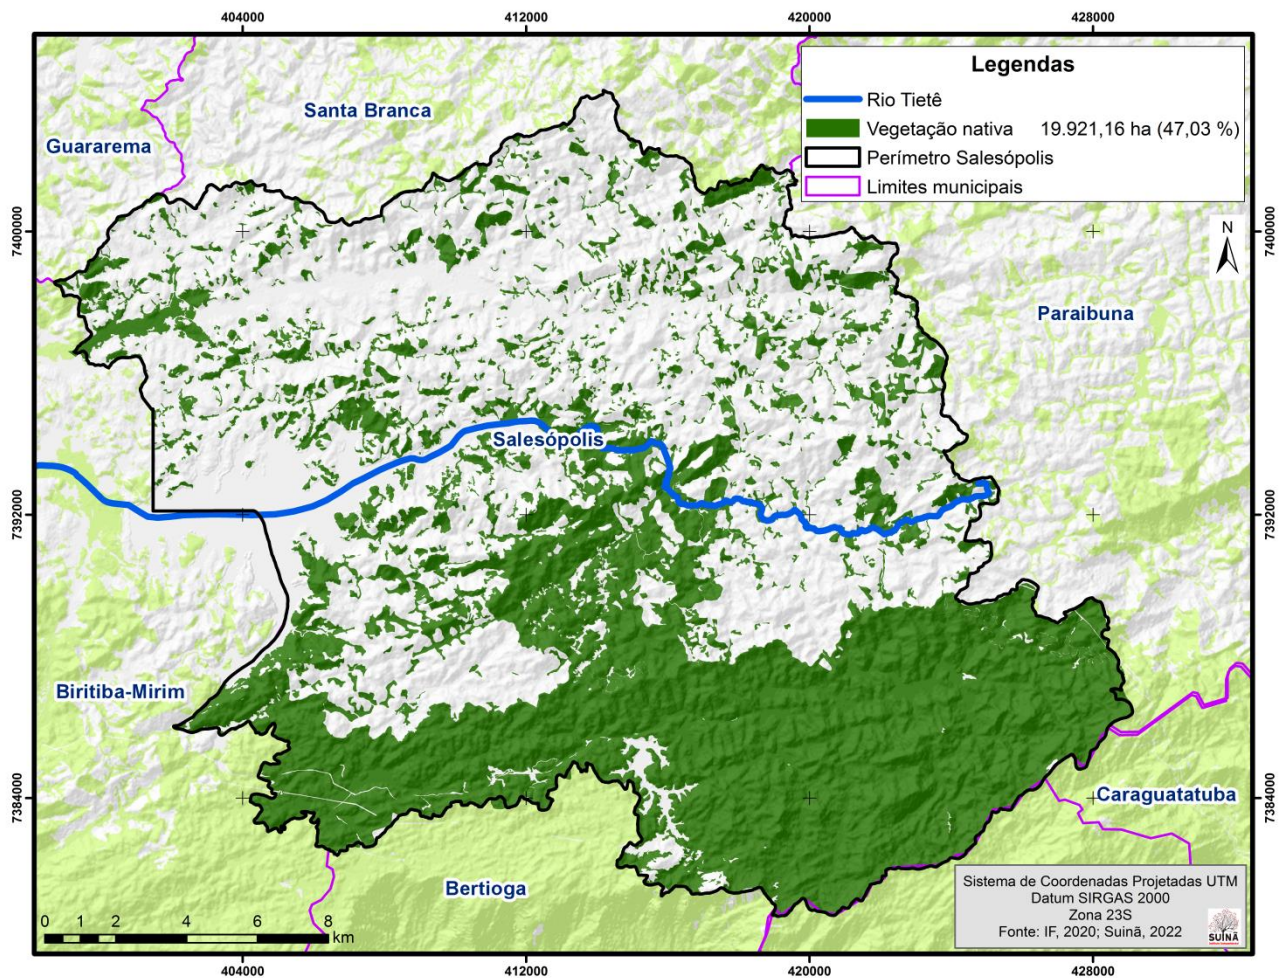 404000
412000
420000
428000
Legendas
Rio Tietê
Vegetação nativa 19.921,16 ha (47,03 %)
Perímetro Salesópolis
Limites municipais
Santa Branca
Guararema
7400000
7400000
N
Paraibuna
Salesópolis
7392000
7392000
Biritiba-Mirim
7384000
7384000
Caraguatatuba
Bertioga
Sistema de Coordenadas Projetadas UTM
Datum SIRGAS 2000
Zona 23S
Fonte: IF, 2020; Suinã, 2022
SUINÃ
0 1 2 4 6 8
km
404000
412000
420000
428000